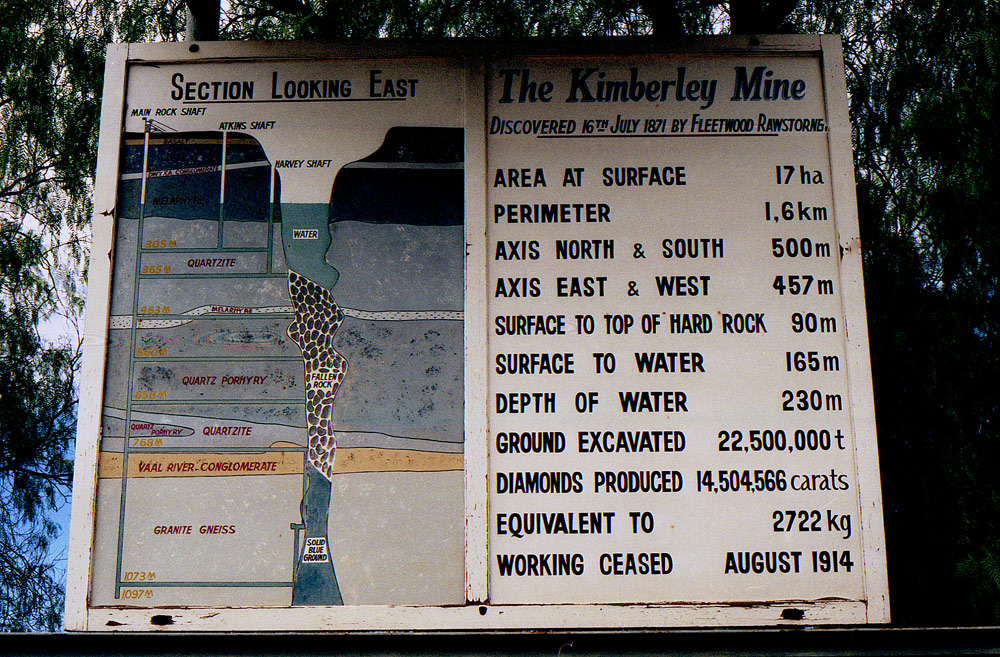 SECTION LOOKING EAST
MAIN ROCK SHAFT
ATKINS SHAFT
BASALT
HARVEY SHAFT
DWYKA CONGLOMERATE
MELAPHYRE
WATER
305M
QUARTZITE
365M
463M
MELAPHYRE
QUARTZ PORHYRY
FALLEN
ROCK
658M
QUARTZ
PORHYRY
QUARTZITE
768M
VAAL RIVER-CONGLOMERATE
GRANITE GNEISS
SOLID
BLUE
GROUND
1073M
1097M
The Kimberley Mine
DISCOVERED 16TH JULY 1871 BY FLEETWOOD RAWSTORNE.
AREA AT SURFACE 17 ha
PERIMETER 1,6 km
AXIS NORTH & SOUTH 500 m
AXIS EAST & WEST 457 m
SURFACE TO TOP OF HARD ROCK 90 m
SURFACE TO WATER 165 m
DEPTH OF WATER 230 m
GROUND EXCAVATED 22,500,000 t
DIAMONDS PRODUCED 14,504,566 carats
EQUIVALENT TO 2722 kg
WORKING CEASED AUGUST 1914